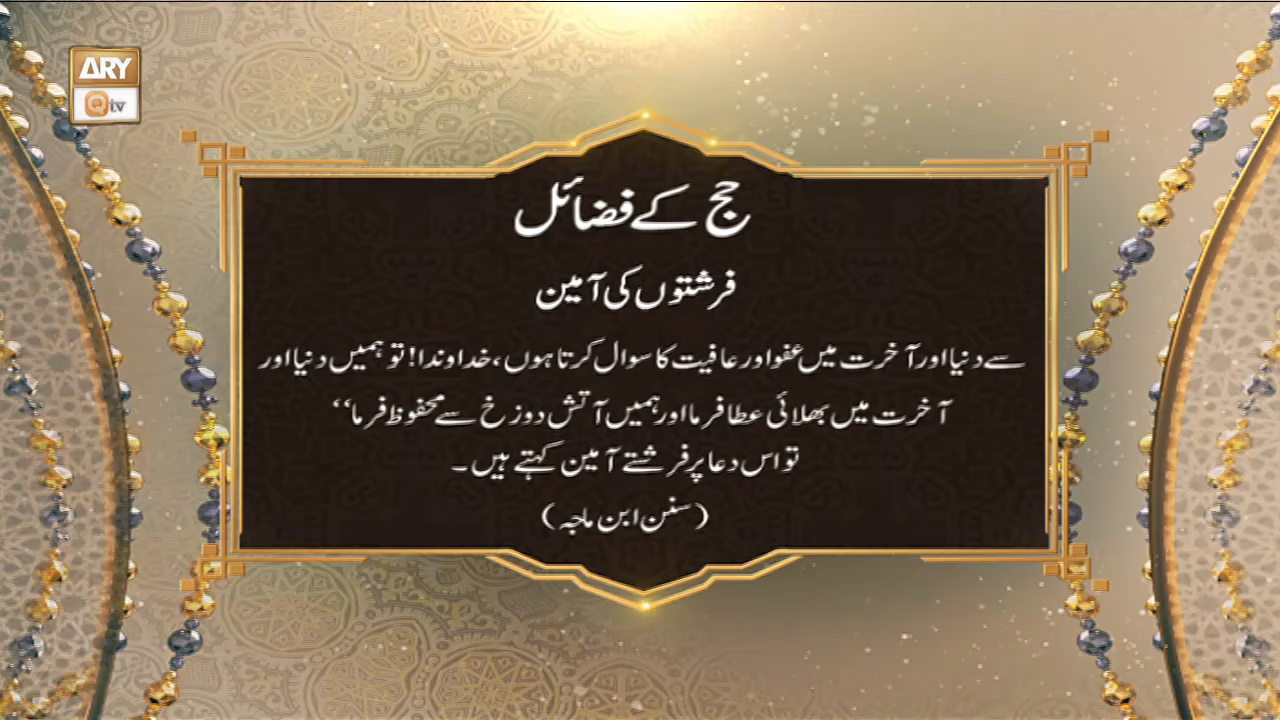 ARY
Qtv
حج کے فضائل
فرشتوں کی آمین
سے دنیا اور آخرت میں عفو اور عافیت کا سوال کرتا ہوں، خداوندا! تو ہمیں دنیا اور
آخرت میں بھلائی عطا فرما اور ہمیں آتش دوزخ سے محفوظ فرما‘‘
تو اس دعا پر فرشتے آمین کہتے ہیں۔
(سنن ابن ماجہ)